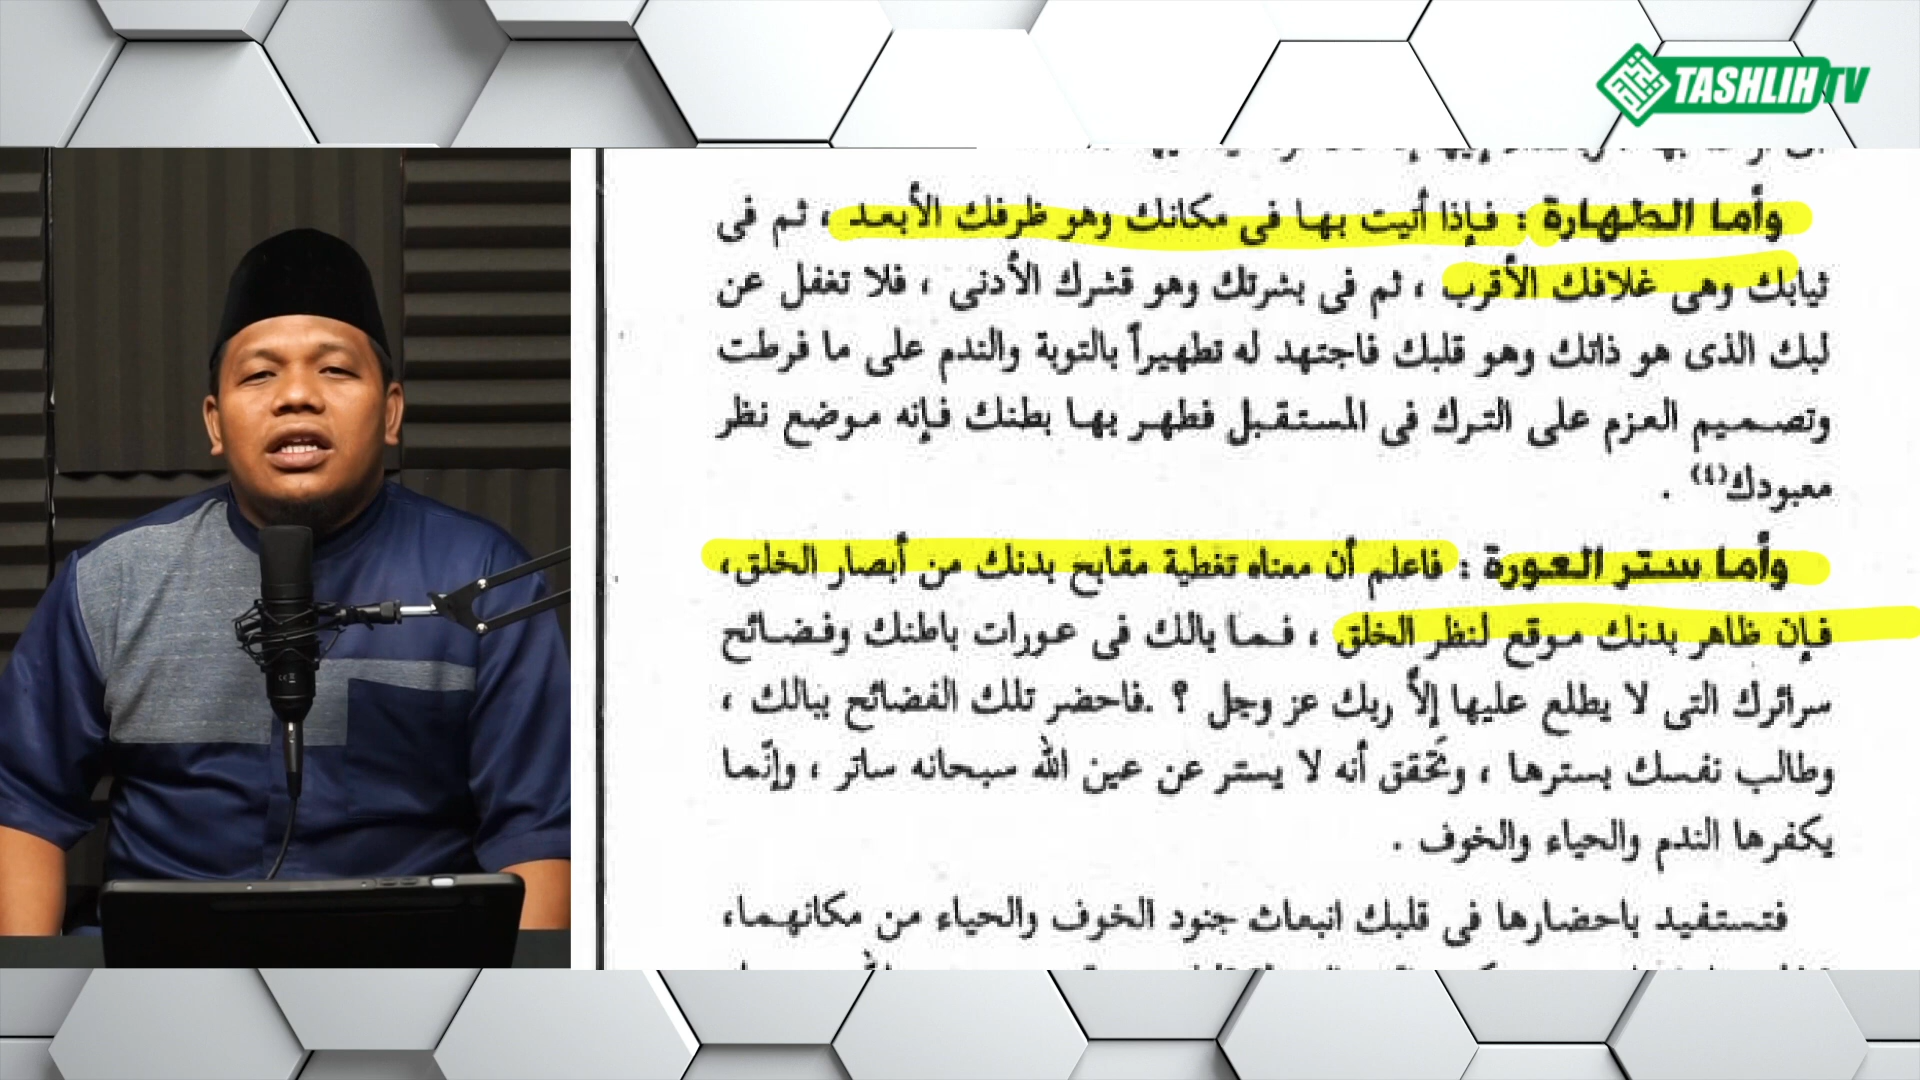 TASHLIH TV
وأما الطهارة : فإذا أتيت بها فى مكانك وهو ظرفك الأبعد ، ثم فى
ثيابك وهى غلافك الأقرب ، ثم فى بشرتك وهو قشرك الأدنى ، فلا تغفل عن
لبك الذى هو ذاتك وهو قلبك فاجتهد له تطهيراً بالتوبة والندم على ما فرطت
وتصميم العزم على الترك فى المستقبل فطهر بها بطنك فإنه موضع نظر
معبودك(٤) .
وأما ستر العورة : فاعلم أن معناه تغطية مقابح بدنك من أبصار الخلق،
فإن ظاهر بدنك موقع لنظر الخلق ، فما بالك فى عورات باطنك وفضائح
سرائرك التى لا يطلع عليها إلاَّ ربك عز وجل ؟ .فاحضر تلك الفضائح ببالك ،
وطالب نفسك بسترها ، وتَحقق أنه لا يستر عن عين الله سبحانه ساتر ، وإنَّما
يكفرها الندم والحياء والخوف .
فتستفيد باحضارها فى قلبك انبعاث جنود الخوف والحياء من مكانهما،